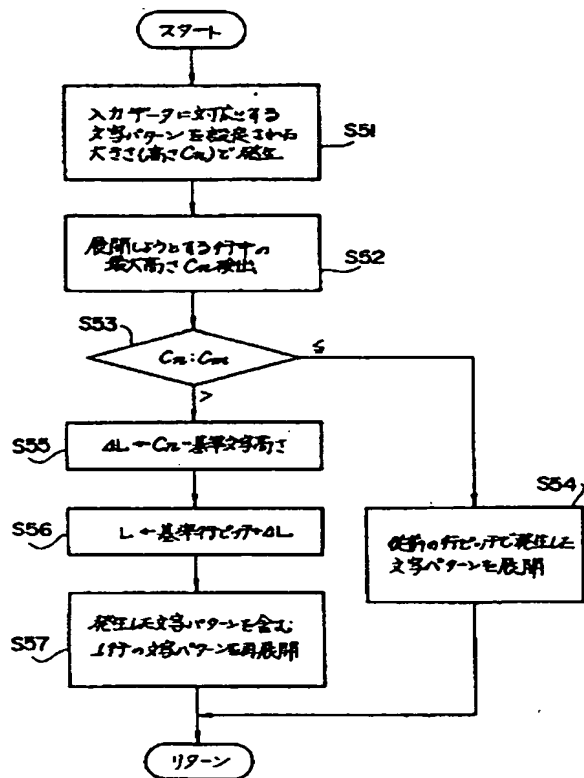 スタート
入力データに対応する
文字パターンを設定された
大きさ(高さCn)で発生
S51
展開しようとする行中の
最大高さCm検出
S52
S53
Cn:Cm
≦
>
S55
ΔL←Cn-基準文字高さ
S54
S56
L←基準行ピッチ+ΔL
従前の行ピッチで発生した
文字パターンを展開
S57
発生した文字パターンを含む
1行の文字パターンを再展開
リターン